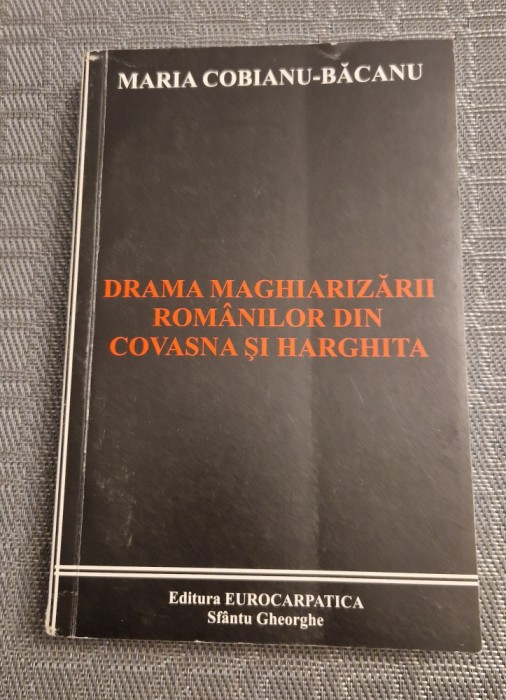 MARIA COBIANU-BĂCANU
DRAMA MAGHIARIZĂRII
ROMÂNILOR DIN
COVASNA ŞI HARGHITA
Editura EUROCARPATICA
Sfântu Gheorghe